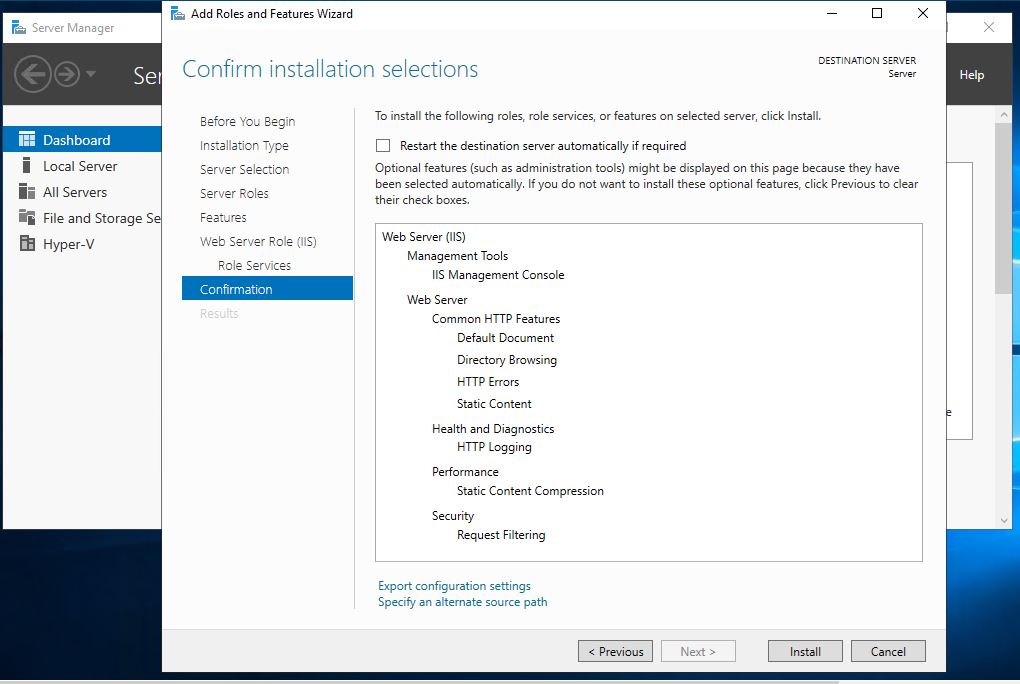 Server Manager
Add Roles and Features Wizard
Ser
Help
Confirm installation selections
DESTINATION SERVER
Server
Dashboard
Local Server
All Servers
File and Storage Se
Hyper-V
Before You Begin
Installation Type
Server Selection
Server Roles
Features
Web Server Role (IIS)
Role Services
Confirmation
Results
To install the following roles, role services, or features on selected server, click Install.
Restart the destination server automatically if required
Optional features (such as administration tools) might be displayed on this page because they have
been selected automatically. If you do not want to install these optional features, click Previous to clear
their check boxes.
Web Server (IIS)
Management Tools
IIS Management Console
Web Server
Common HTTP Features
Default Document
Directory Browsing
HTTP Errors
Static Content
Health and Diagnostics
HTTP Logging
Performance
Static Content Compression
Security
Request Filtering
e
Export configuration settings
Specify an alternate source path
< Previous
Next >
Install
Cancel